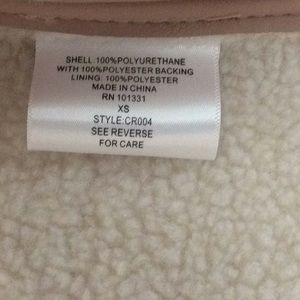 SHELL:100%POLYURETHANE
WITH 100%POLYESTER BACKING
LINING: 100%POLYESTER
MADE IN CHINA
RN 101331
XS
STYLE:CR004
SEE REVERSE
FOR CARE